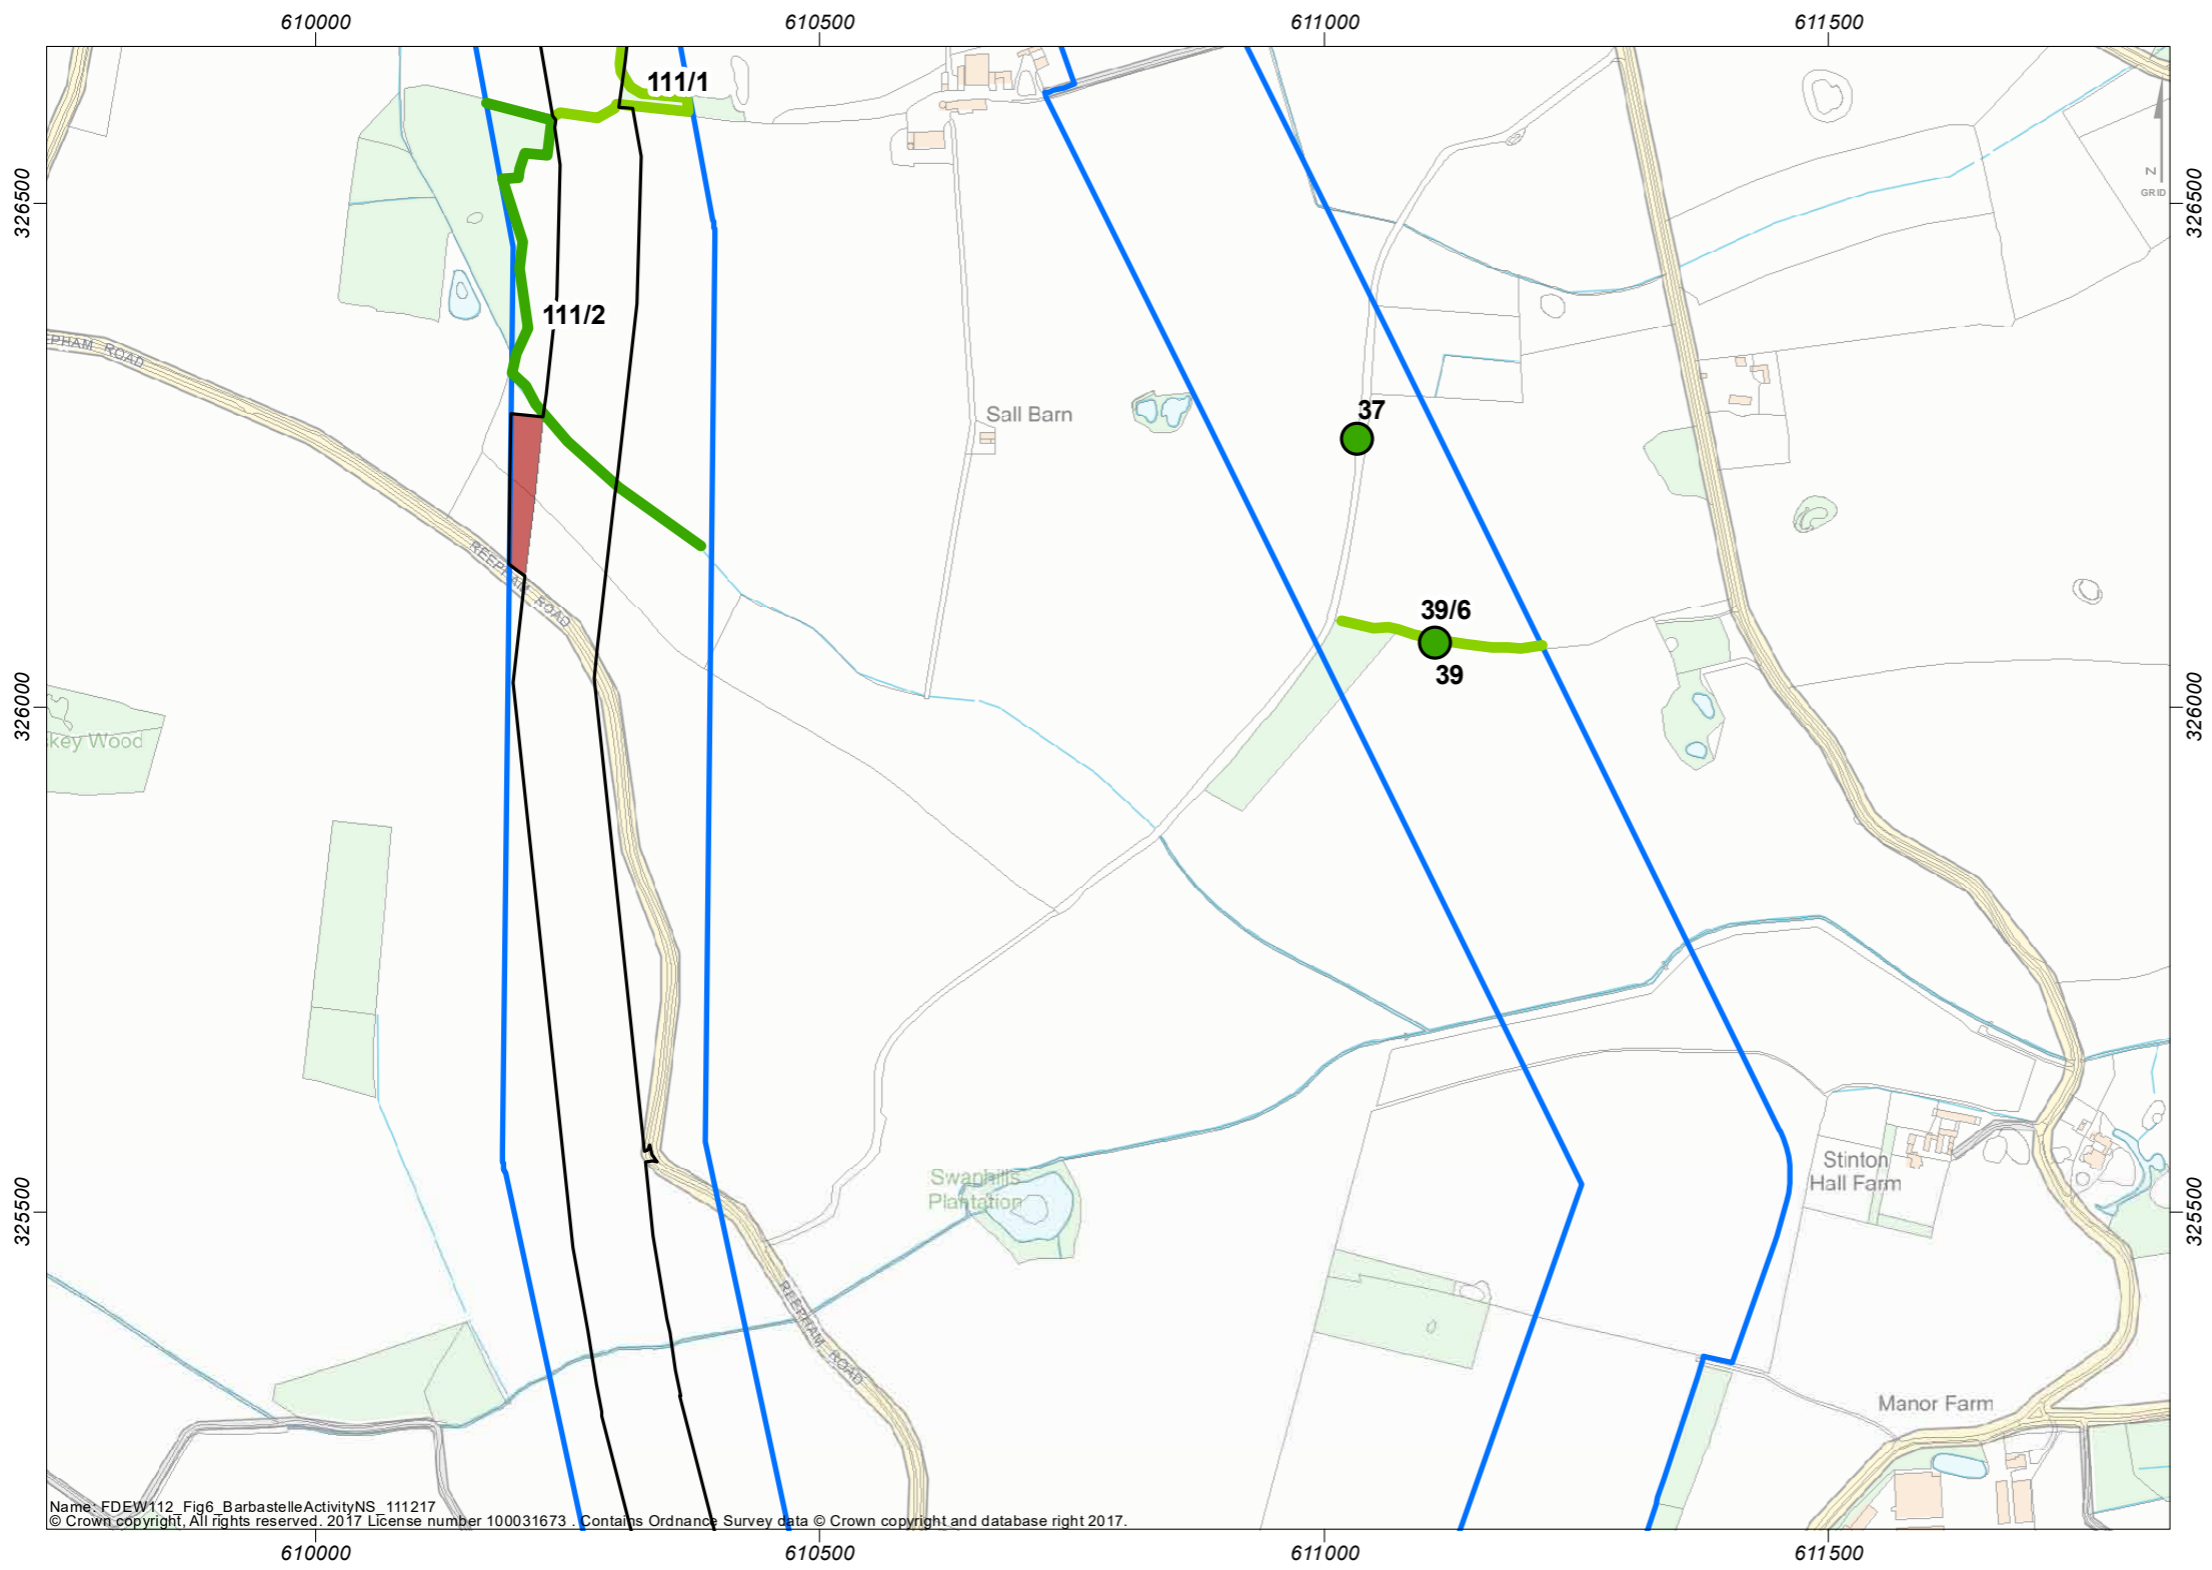 610000
610500
611000
611500
111/1
326500
326500
N
GRID
111/2
PHAM ROAD
Sall Barn
37
REEPHAM ROAD
39/6
39
326000
326000
key Wood
Swanhills
Plantation
Stinton
Hall Farm
325500
325500
REEPHAM ROAD
Manor Farm
Name: FDEW112_Fig6_BarbastelleActivityNS_111217
© Crown copyright, All rights reserved. 2017 License number 100031673 . Contains Ordnance Survey data © Crown copyright and database right 2017.
610000
610500
611000
611500